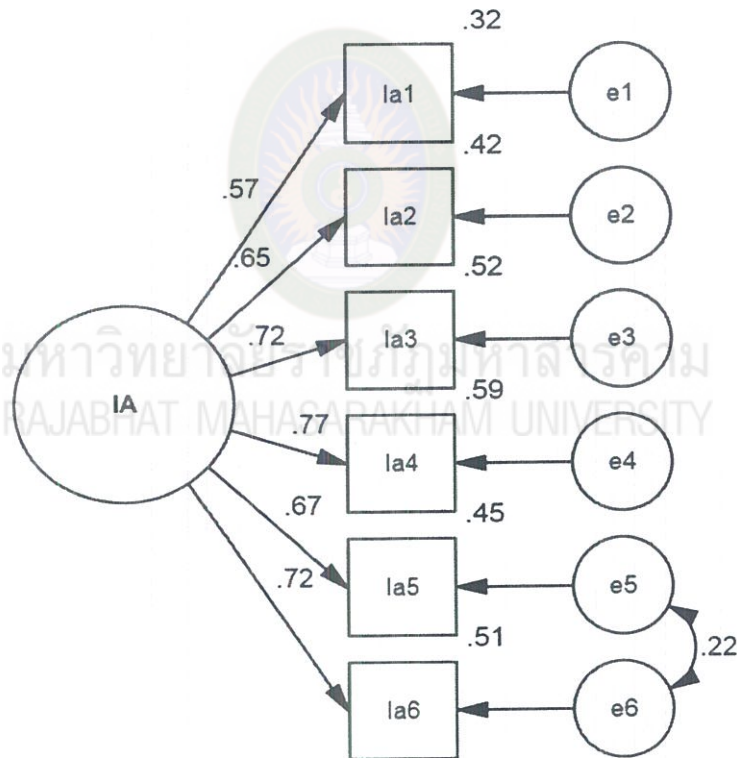 .32
Ia1
e1
.42
.57
Ia2
e2
.65
.52
Ia3
e3
.72
มหาวิทยาลัยราชภัฏมหาสารคาม
.59
IA
RAJABHAT MAHASARAKHAM UNIVERSITY
.77
Ia4
e4
.45
.67
Ia5
e5
.72
.51
.22
Ia6
e6